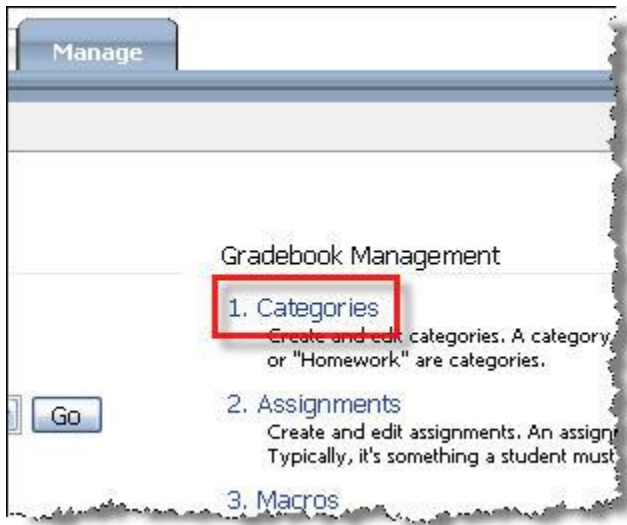 Manage
Gradebook Management
1. Categories
Create and edit categories. A category
or "Homework" are categories.
Go
2. Assignments
Create and edit assignments. An
Typically, it's something a student must
3. Macros